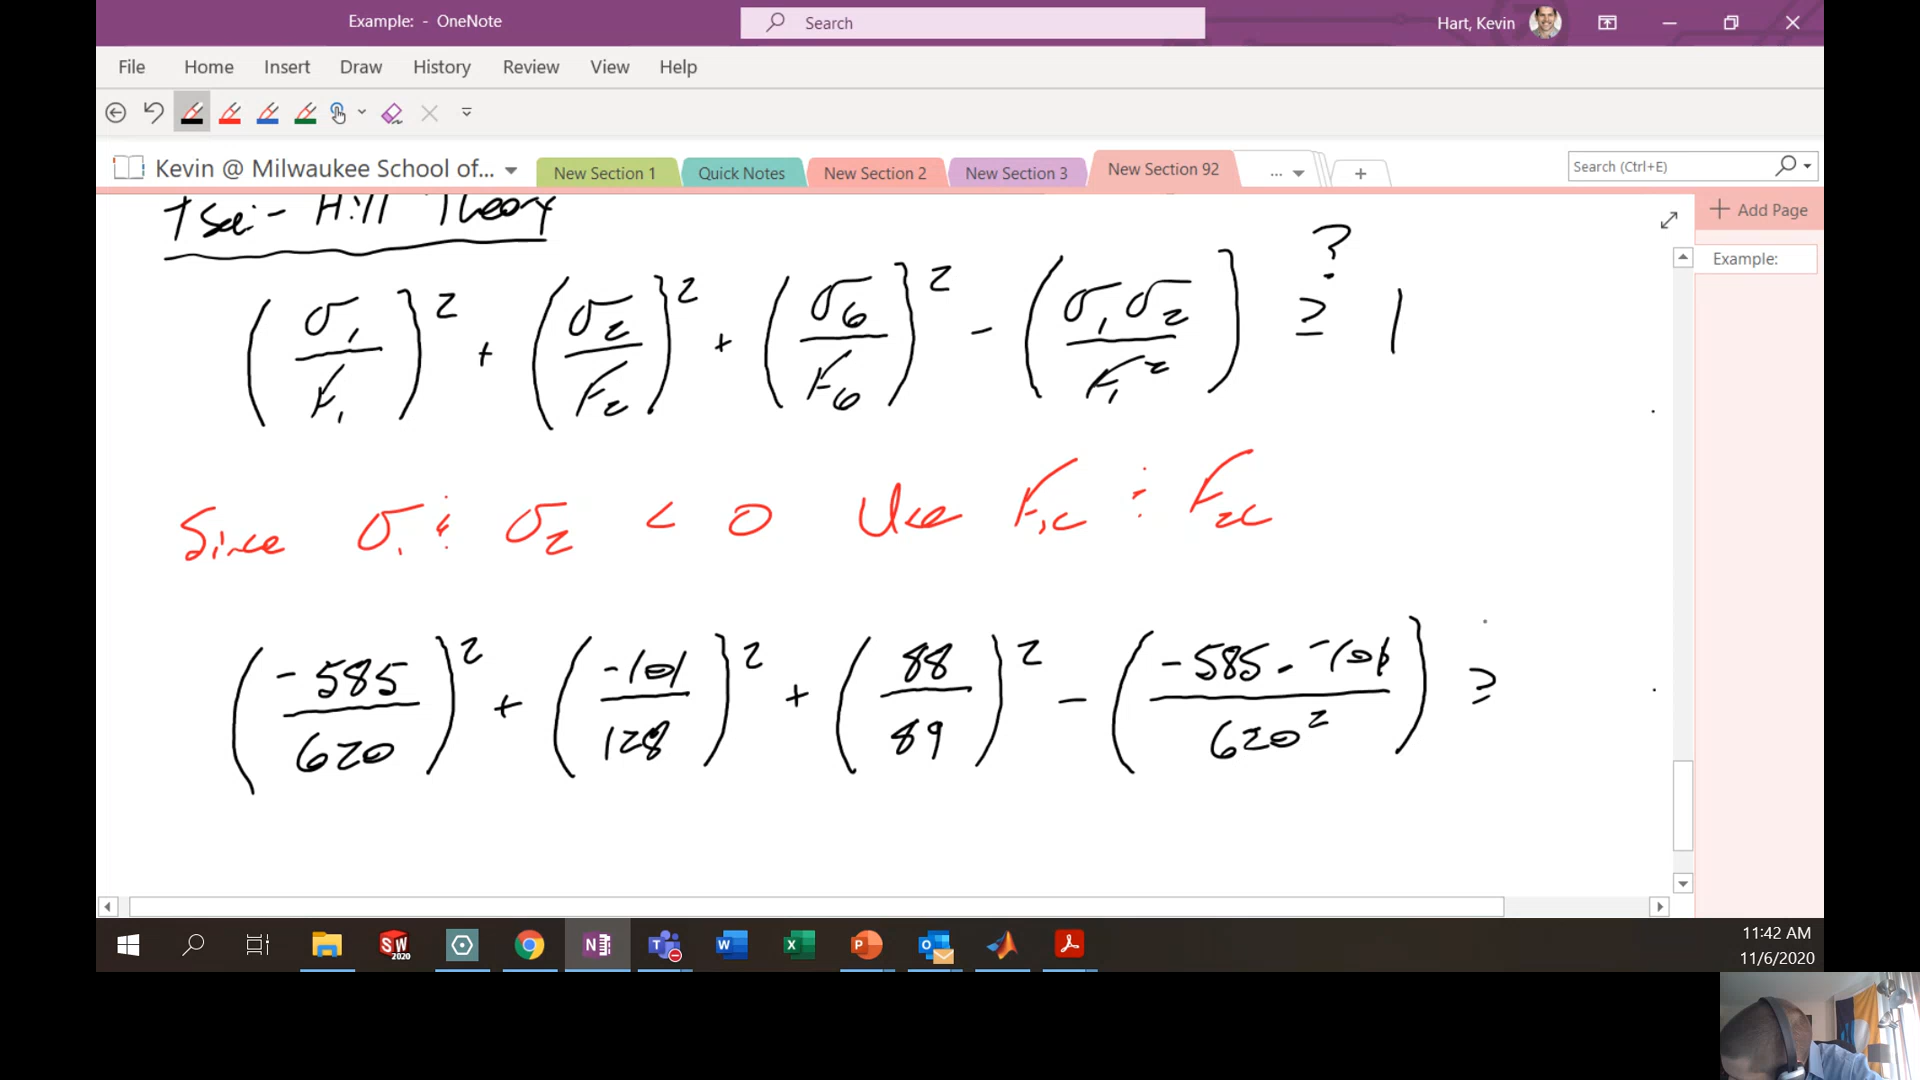 Example: - OneNote
Search
Hart, Kevin
File Home Insert Draw History Review View Help
Kevin @ Milwaukee School of...
New Section 1
Quick Notes
New Section 2
New Section 3
New Section 92
...
Search (Ctrl+E)
Add Page
Example:
Tsai-Hill Theory
(σ₁/F₁)² + (σ₂/F₂)² + (σ₆/F₆)² - (σ₁σ₂/F₁²) ≥? 1
Since σ₁ & σ₂ < 0 Use F₁c & F₂c
(-585/620)² + (-101/128)² + (88/89)² - (-585·-101/620²) ≥
SW 2020
11:42 AM
11/6/2020